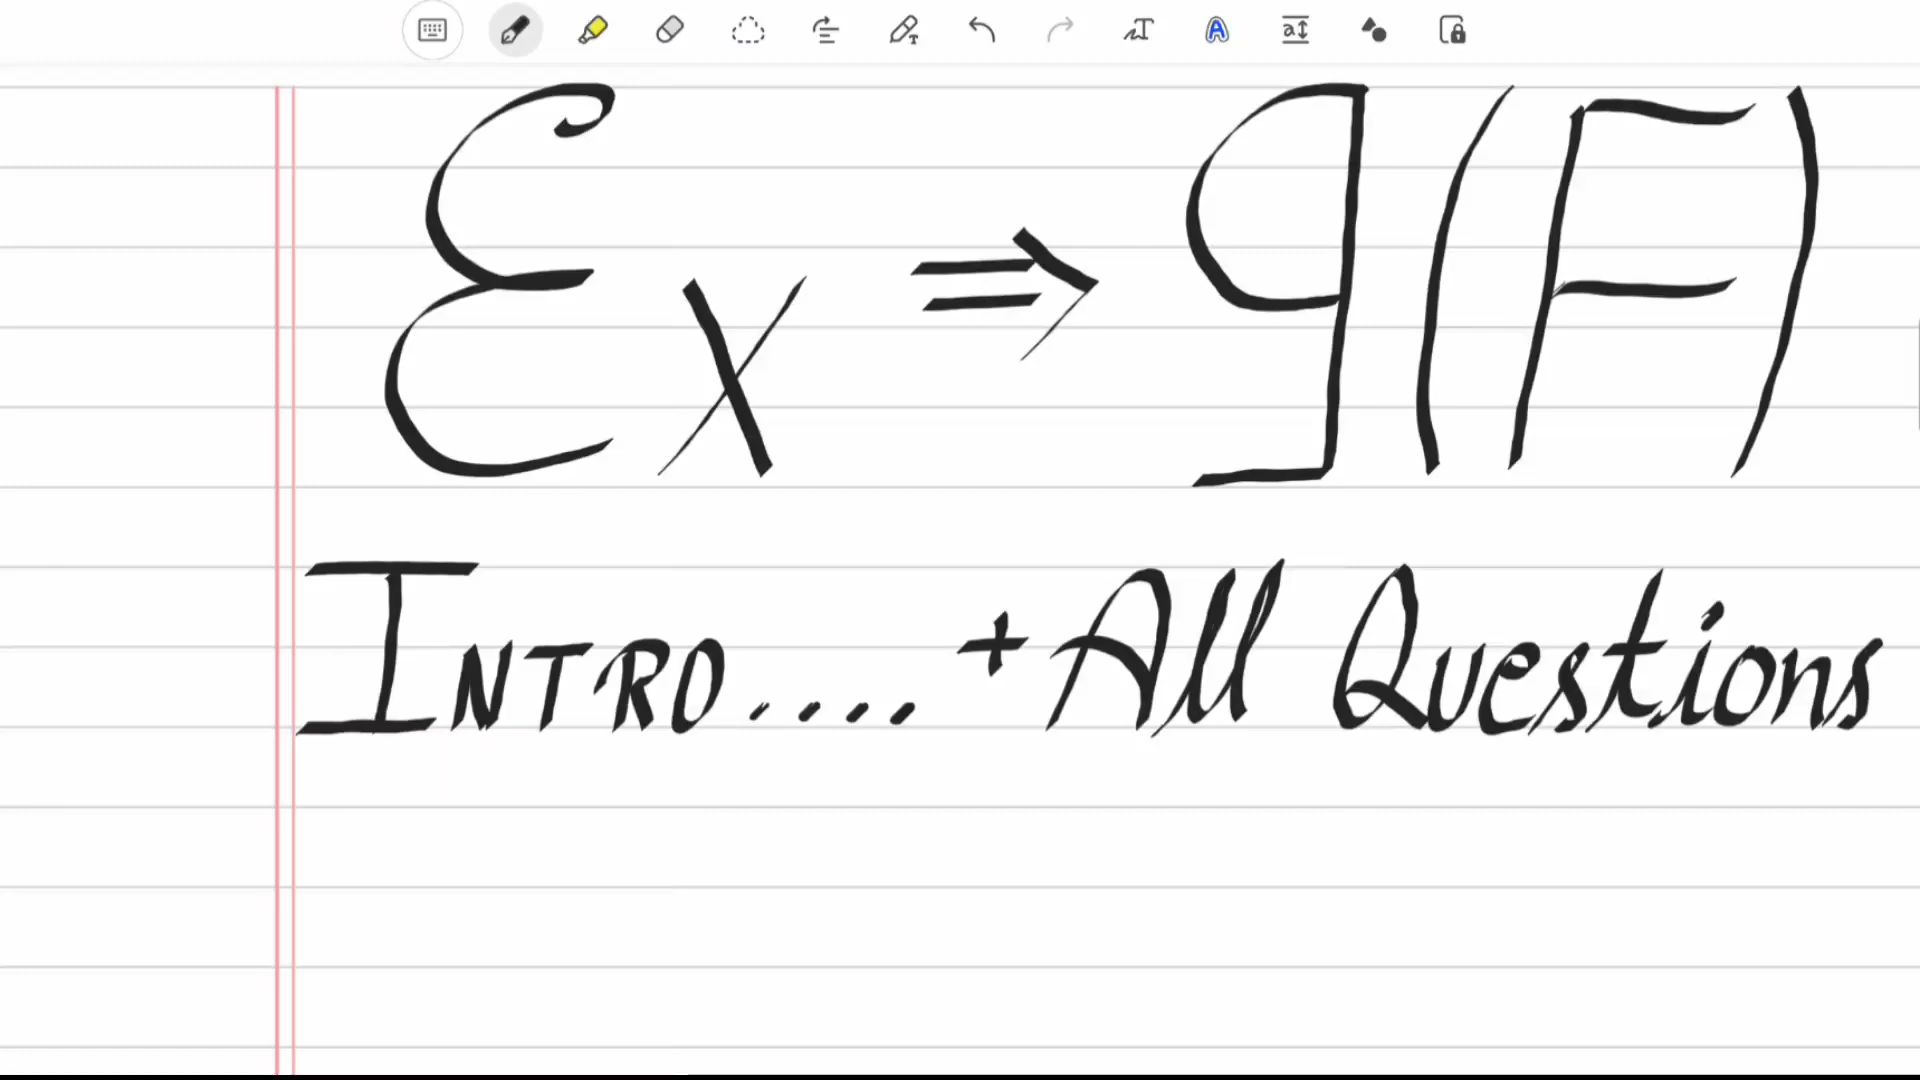 Ex ⇒ 9(F)
INTRO.... + All Questions